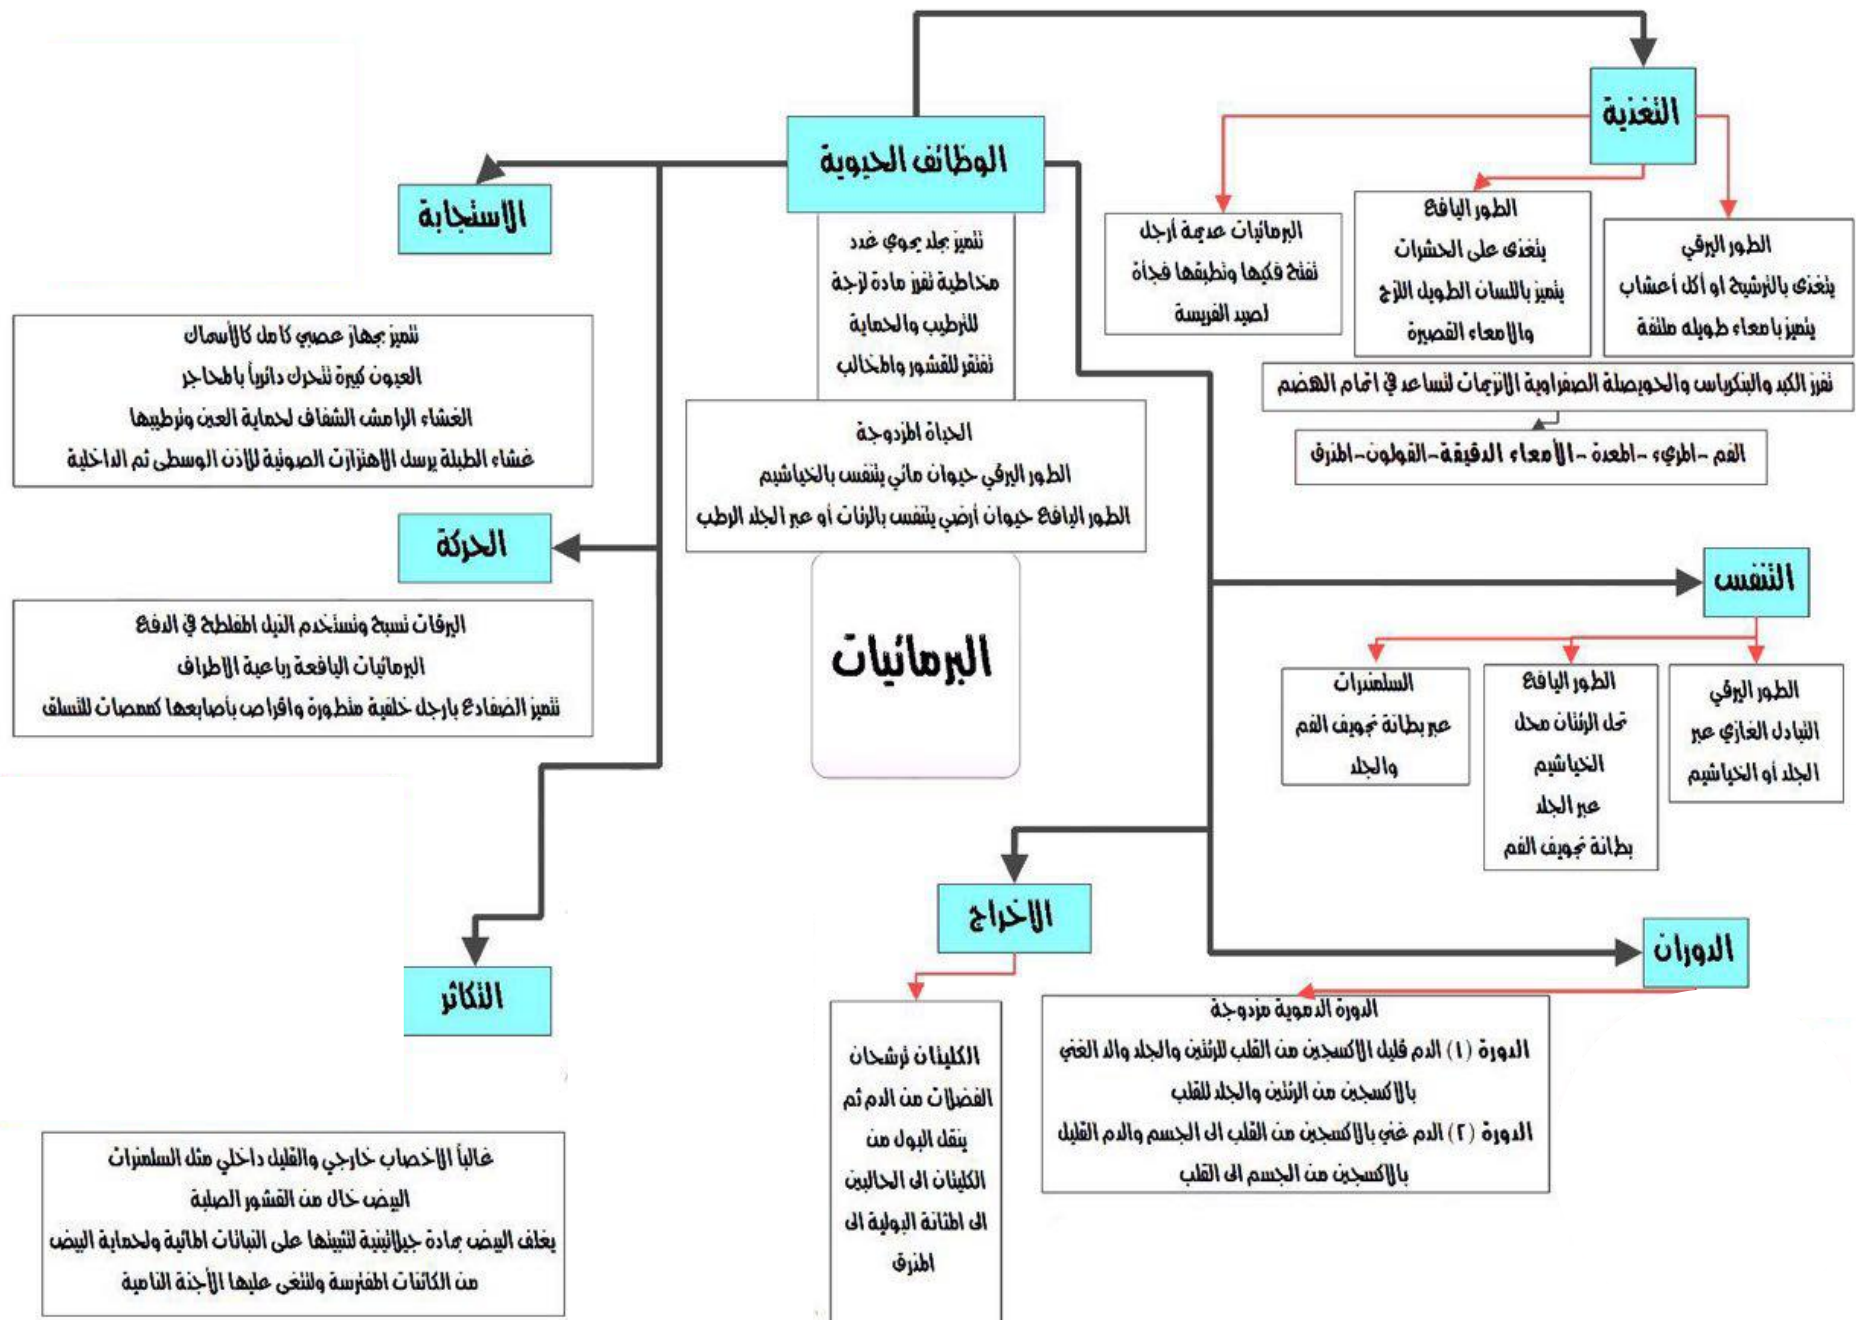 الوظائف الحيوية
تتميز بجلد يحوي غدد
مخاطية تفرز مادة لزجة
للترطيب والحماية
تفتقر للقشور والمخالب
الحياة المزدوجة
الطور اليرقي حيوان مائي يتنفس بالخياشيم
الطور اليافع حيوان أرضي يتنفس بالرئات أو عبر الجلد الرطب
البرمائيات
التغذية
الطور اليرقي
يتغذى بالترشيح او أكل أعشاب
يتميز بامعاء طويله ملتفة
الطور اليافع
يتغذى على الحشرات
يتميز باللسان الطويل اللزج
والامعاء القصيرة
البرمائيات عديمة أرجل
تفتح فكيها وتطبقها فجأة
لصيد الفريسة
تفرز الكبد والبنكرياس والحويصلة الصفراوية الانزيمات لتساعد في اتمام الهضم
الفم -المريء -المعدة -الأمعاء الدقيقة-القولون-المذرق
التنفس
الطور اليرقي
التبادل الغازي عبر
الجلد أو الخياشيم
الطور اليافع
تحل الرئتان محل
الخياشيم
عبر الجلد
بطانة تجويف الفم
السلمندرات
عبر بطانة تجويف الفم
والجلد
الدوران
الدورة الدموية مزدوجة
الدورة (١) الدم قليل الاكسجين من القلب للرئتين والجلد والد الغني
بالاكسجين من الرئتين والجلد للقلب
الدورة (٢) الدم غني بالاكسجين من القلب الى الجسم والدم القليل
بالاكسجين من الجسم الى القلب
الاخراج
الكليتان ترشحان
الفضلات من الدم ثم
ينقل البول من
الكليتان الى الحالبين
الى المثانة البولية الى
المذرق
الاستجابة
تتميز بجهاز عصبي كامل كالأسماك
العيون كبيرة تتحرك دائرياً بالمحاجر
الغشاء الرامش الشفاف لحماية العين وترطيبها
غشاء الطبلة يرسل الاهتزازت الصوتية للاذن الوسطى ثم الداخلية
الحركة
اليرقات تسبح وتستخدم الذيل المفلطح في الدفع
البرمائيات اليافعة رباعية الاطراف
تتميز الضفادع بارجل خلفية متطورة واقراص بأصابعها كممصات للتسلق
التكاثر
غالباً الاخصاب خارجي والقليل داخلي مثل السلمندرات
البيض خال من القشور الصلبة
يغلف البيض بمادة جيلاتينية لتثبيتها على النباتات المائية ولحماية البيض
من الكائنات المفترسة ولتتغى عليها الأجنة النامية